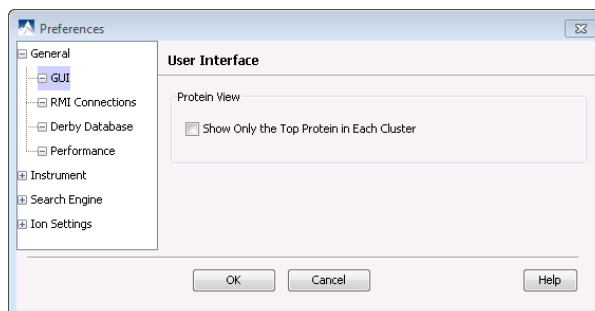 Preferences
General
GUI
RMI Connections
Derby Database
Performance
Instrument
Search Engine
Ion Settings
User Interface
Protein View
Show Only the Top Protein in Each Cluster
OK
Cancel
Help